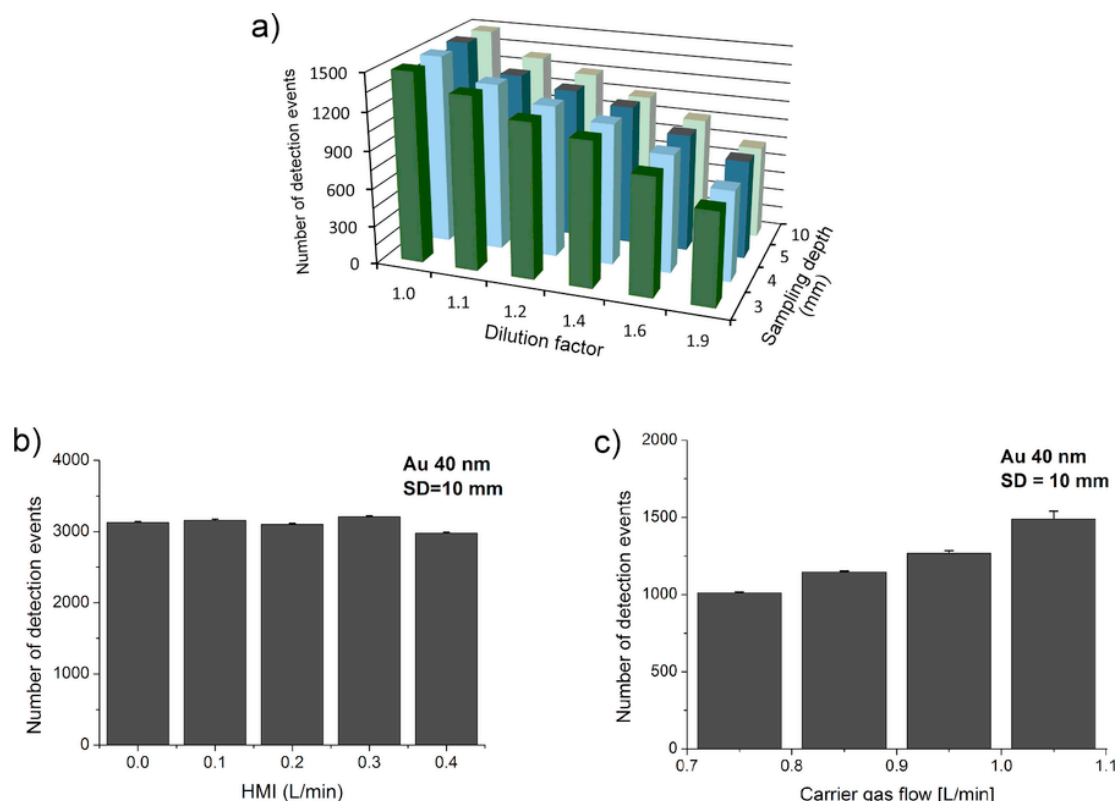 a)
Number of detection events
1500
1200
900
600
300
0
1.0
1.1
1.2
1.4
1.6
1.9
Dilution factor
3
4
5
10
Sampling depth
(mm)
b)
Number of detection events
4000
3000
2000
1000
0
Au 40 nm
SD=10 mm
0.0
0.1
0.2
0.3
0.4
HMI (L/min)
c)
Number of detection events
2000
1500
1000
500
0
Au 40 nm
SD = 10 mm
0.7
0.8
0.9
1.0
1.1
Carrier gas flow [L/min]